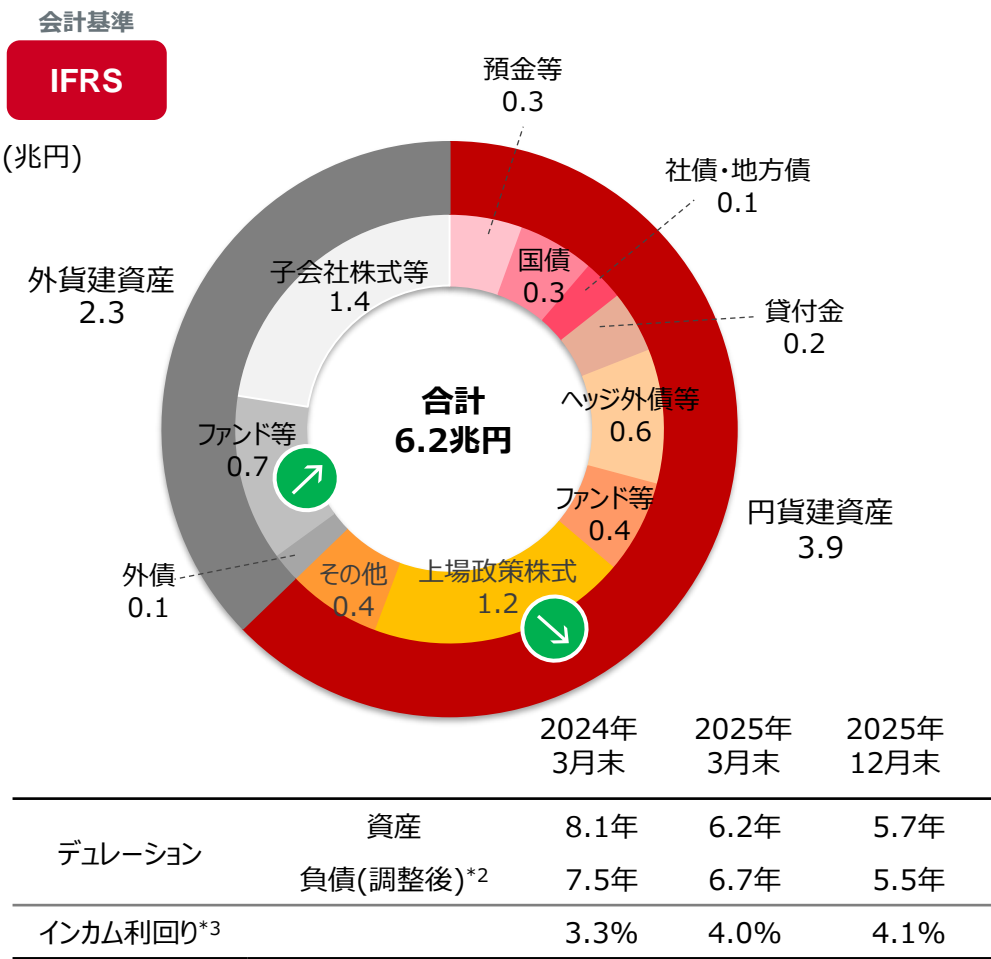 会計基準
IFRS
(兆円)
預金等
0.3
社債・地方債
0.1
国債
0.3
貸付金
0.2
ヘッジ外債等
0.6
ファンド等
0.4
円貨建資産
3.9
上場政策株式
1.2
その他
0.4
外債
0.1
ファンド等
0.7
子会社株式等
1.4
外貨建資産
2.3
合計
6.2兆円
2024年
3月末
2025年
3月末
2025年
12月末
デュレーション
資産 8.1年 6.2年 5.7年
負債(調整後)*2 7.5年 6.7年 5.5年
インカム利回り*3 3.3% 4.0% 4.1%